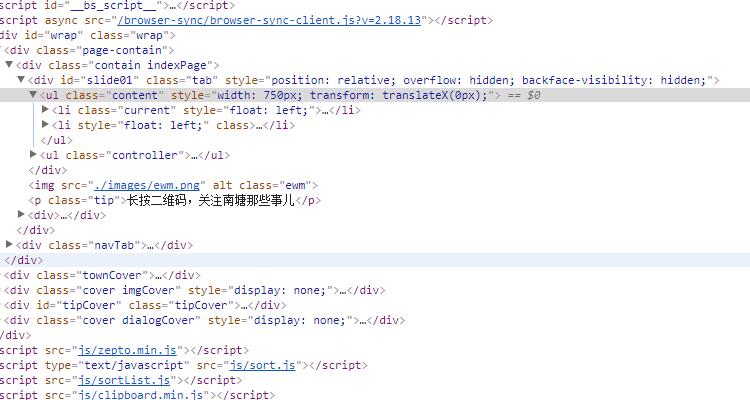 script id="__bs_script__">…</script>
script async src="/browser-sync/browser-sync-client.js?v=2.18.13"></script>
div id="wrap" class="wrap">
<div class="page-contain">
▼<div class="contain indexPage">
▼<div id="slide01" class="tab" style="position: relative; overflow: hidden; backface-visibility: hidden;">
▼<ul class="content" style="width: 750px; transform: translateX(0px);"> == $0
▶<li class="current" style="float: left;">…</li>
▶<li style="float: left;" class>…</li>
</ul>
▶<ul class="controller">…</ul>
</div>
<img src="./images/ewm.png" alt class="ewm">
<p class="tip">长按二维码，关注南塘那些事儿</p>
▶<div>…</div>
</div>
▶<div class="navTab">…</div>
</div>
<div class="townCover">…</div>
<div class="cover imgCover" style="display: none;">…</div>
<div id="tipCover" class="tipCover">…</div>
<div class="cover dialogCover" style="display: none;">…</div>
/div>
script src="js/zepto.min.js"></script>
script type="text/javascript" src="js/sort.js"></script>
script src="js/sortList.js"></script>
script src="js/clipboard.min.js"></script>